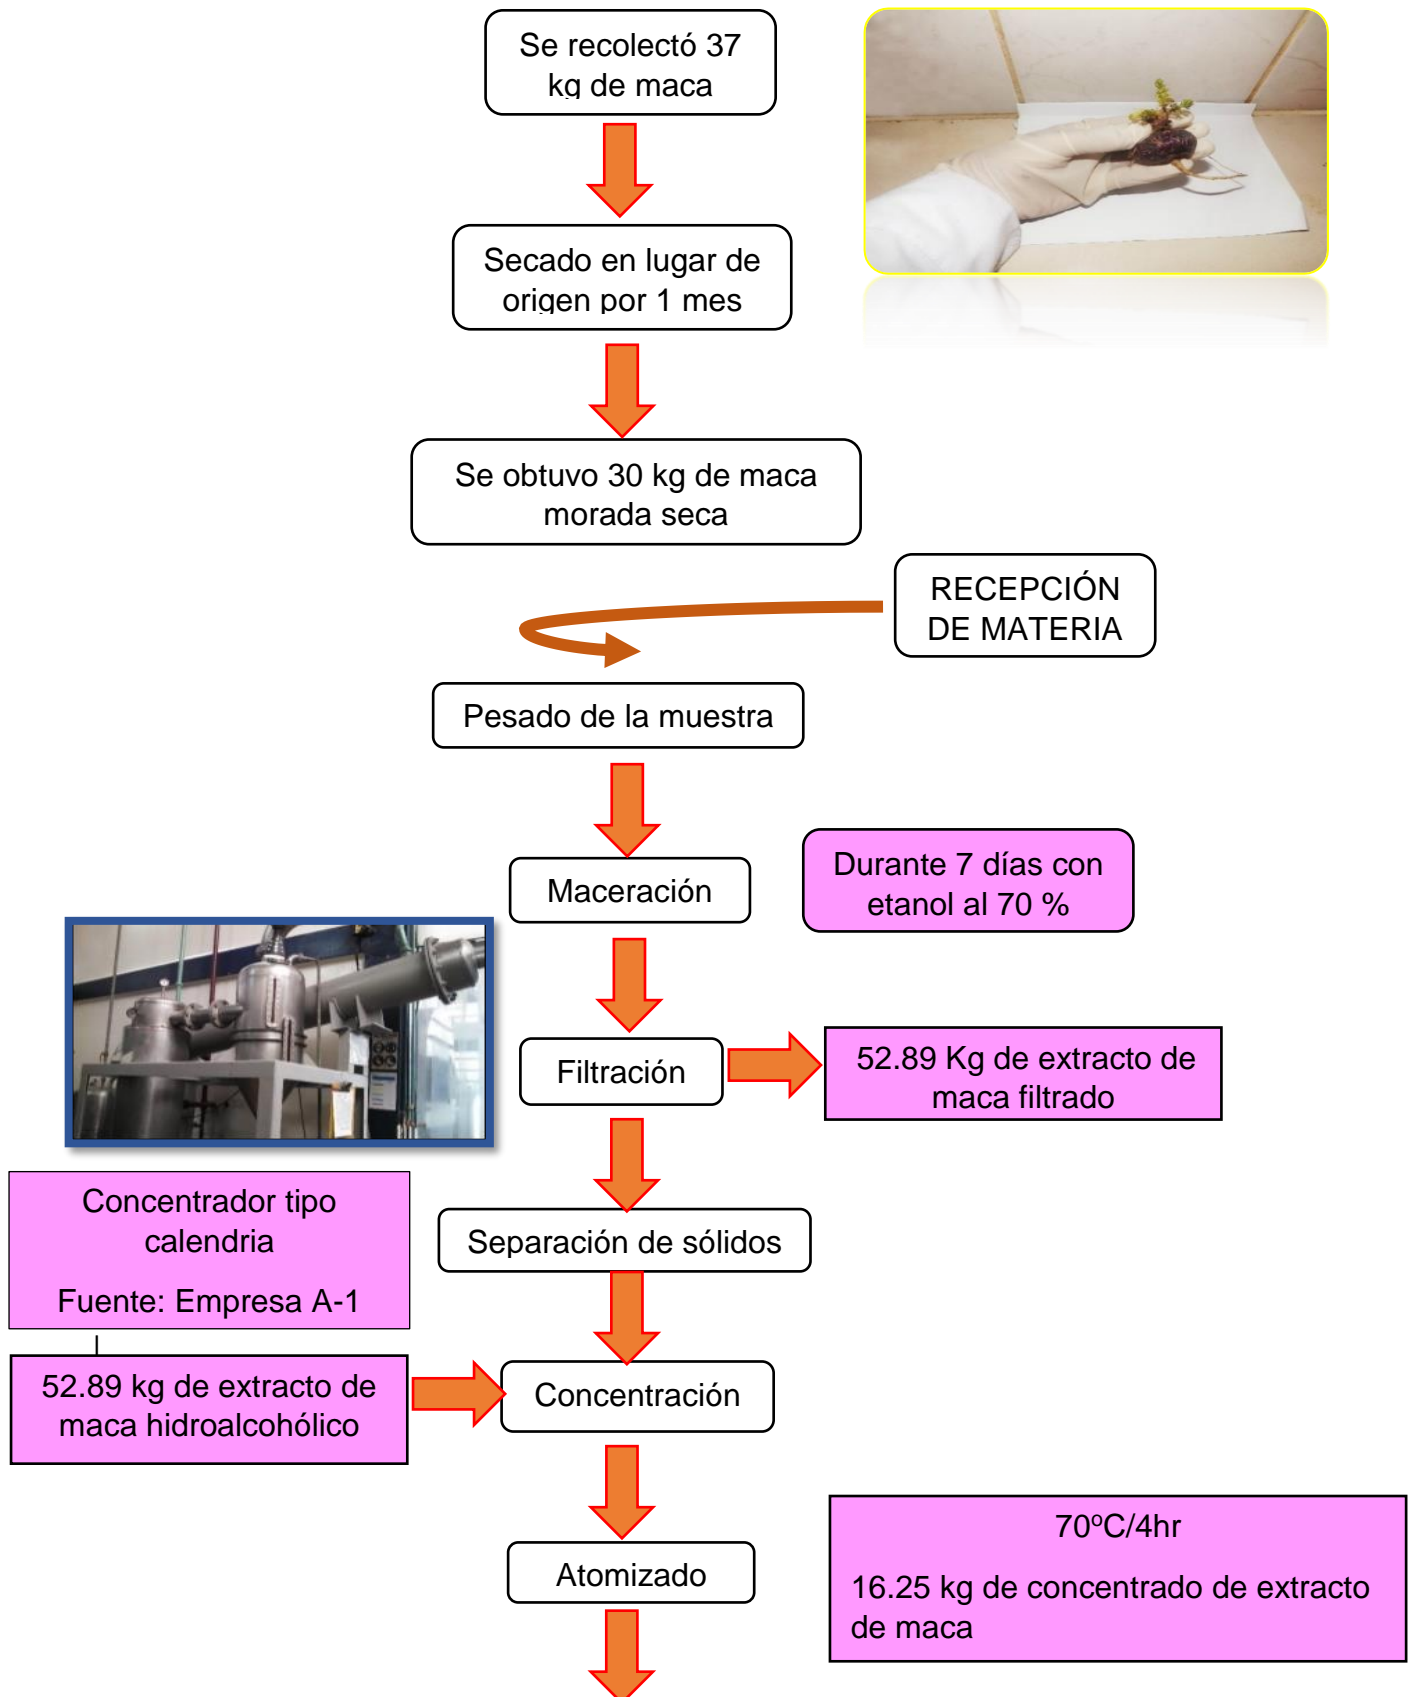 Se recolectó 37
kg de maca
Secado en lugar de
origen por 1 mes
Se obtuvo 30 kg de maca
morada seca
RECEPCIÓN
DE MATERIA
Pesado de la muestra
Maceración
Durante 7 días con
etanol al 70 %
Filtración
52.89 Kg de extracto de
maca filtrado
Concentrador tipo
calendria
Fuente: Empresa A-1
Separación de sólidos
52.89 kg de extracto de
maca hidroalcohólico
Concentración
70ºC/4hr
16.25 kg de concentrado de extracto
de maca
Atomizado